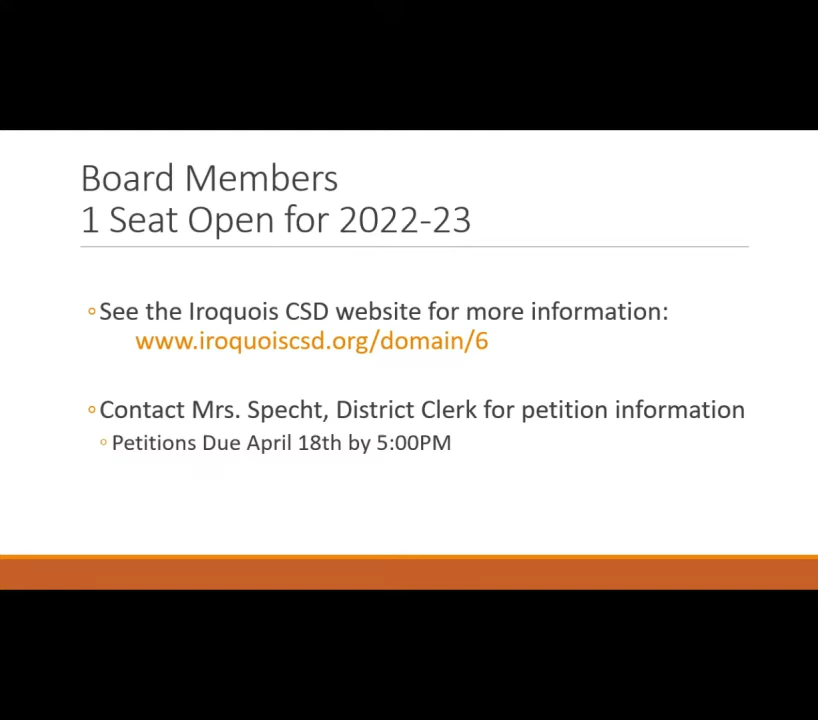 Board Members
1 Seat Open for 2022-23
◦See the Iroquois CSD website for more information:
www.iroquoiscsd.org/domain/6
◦Contact Mrs. Specht, District Clerk for petition information
◦ Petitions Due April 18th by 5:00PM